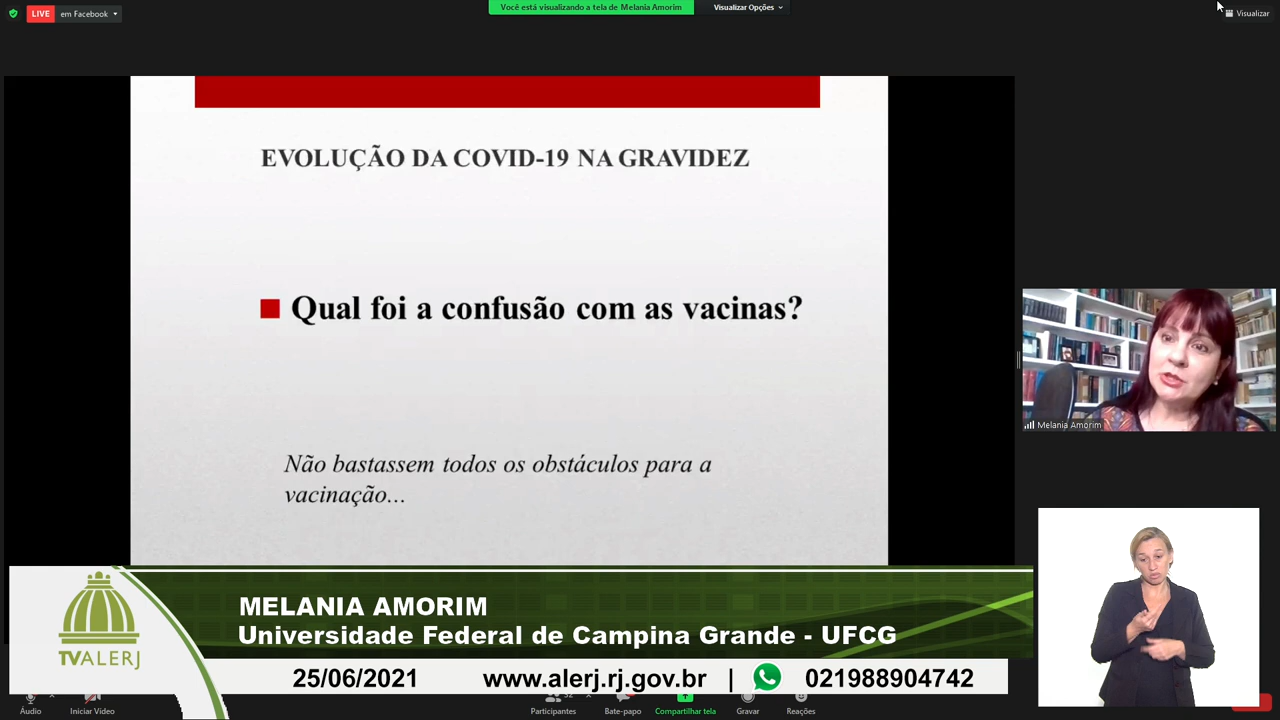 LIVE em Facebook
Você está visualizando a tela de Melania Amorim
Visualizar Opções
Visualizar
EVOLUÇÃO DA COVID-19 NA GRAVIDEZ
Qual foi a confusão com as vacinas?
Não bastassem todos os obstáculos para a
vacinação...
Melania Amorim
MELANIA AMORIM
Universidade Federal de Campina Grande - UFCG
TVALERJ
25/06/2021 www.alerj.rj.gov.br | 021988904742
Áudio
Iniciar Vídeo
Participantes
Bate-papo
Compartilhar tela
Gravar
Reações